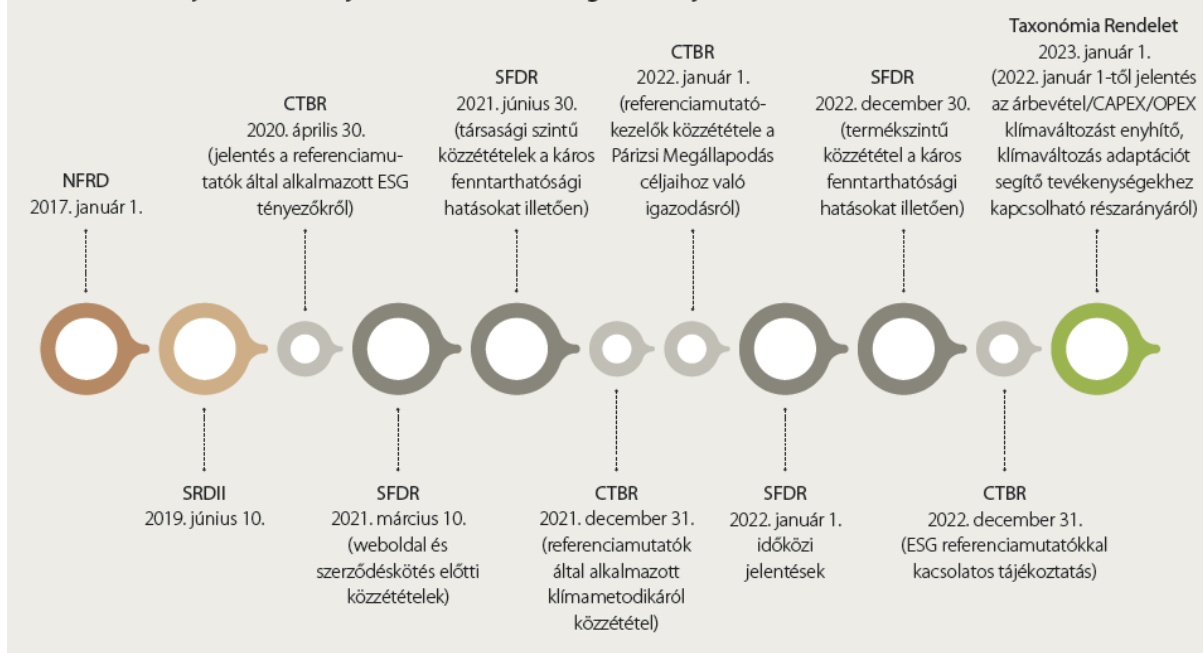 NFRD
2017. január 1.
SRDII
2019. június 10.
CTBR
2020. április 30.
(jelentés a referenciamu-
tatók által alkalmazott ESG
tényezőkről)
SFDR
2021. március 10.
(weboldal és
szerződéskötés előtti
közzétételek)
SFDR
2021. június 30.
(társasági szintű
közzétételek a káros
fenntarthatósági
hatásokat illetően)
CTBR
2021. december 31.
(referenciamutatók
által alkalmazott
klímametodikáról
közzététel)
CTBR
2022. január 1.
(referenciamutató-
kezelők közzététele a
Párizsi Megállapodás
céljaihoz való
igazodásról)
SFDR
2022. január 1.
időközi
jelentések
SFDR
2022. december 30.
(termékszintű
közzététel a káros
fenntarthatósági
hatásokat illetően)
CTBR
2022. december 31.
(ESG referenciamutatókkal
kacsolatos tájékoztatás)
Taxonómia Rendelet
2023. január 1.
(2022. január 1-től jelentés
az árbevétel/CAPEX/OPEX
klímaváltozást enyhítő,
klímaváltozás adaptációt
segítő tevékenységekhez
kapcsolható részarányáról)